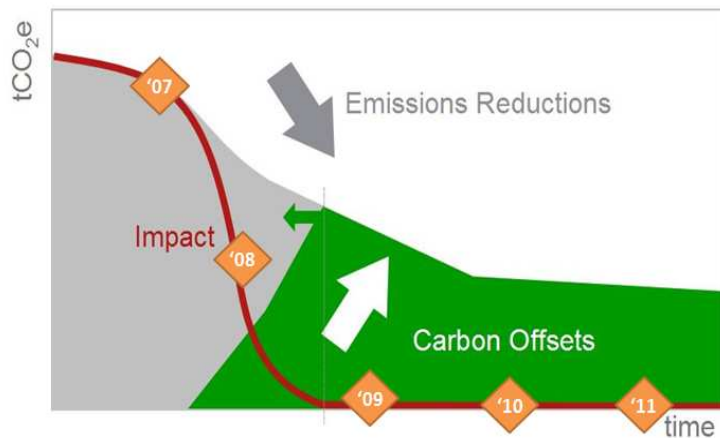 tCO₂e
‘07
Emissions Reductions
Impact
‘08
Carbon Offsets
‘09
‘10
‘11
time